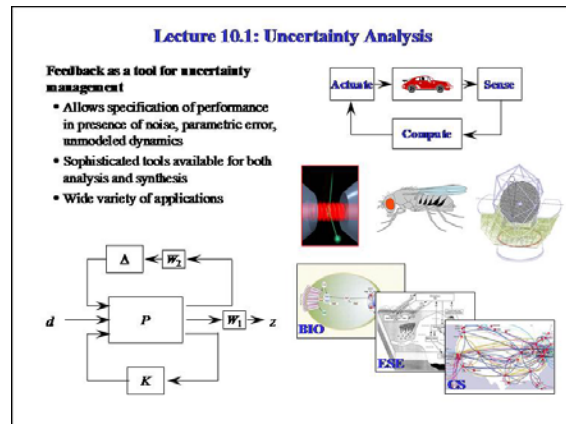 Lecture 10.1: Uncertainty Analysis
Feedback as a tool for uncertainty
management
• Allows specification of performance
in presence of noise, parametric error,
unmodeled dynamics
• Sophisticated tools available for both
analysis and synthesis
• Wide variety of applications
Actuate
Sense
Compute
Δ
W2
d
P
W1
z
K
BIO
ESE
CS